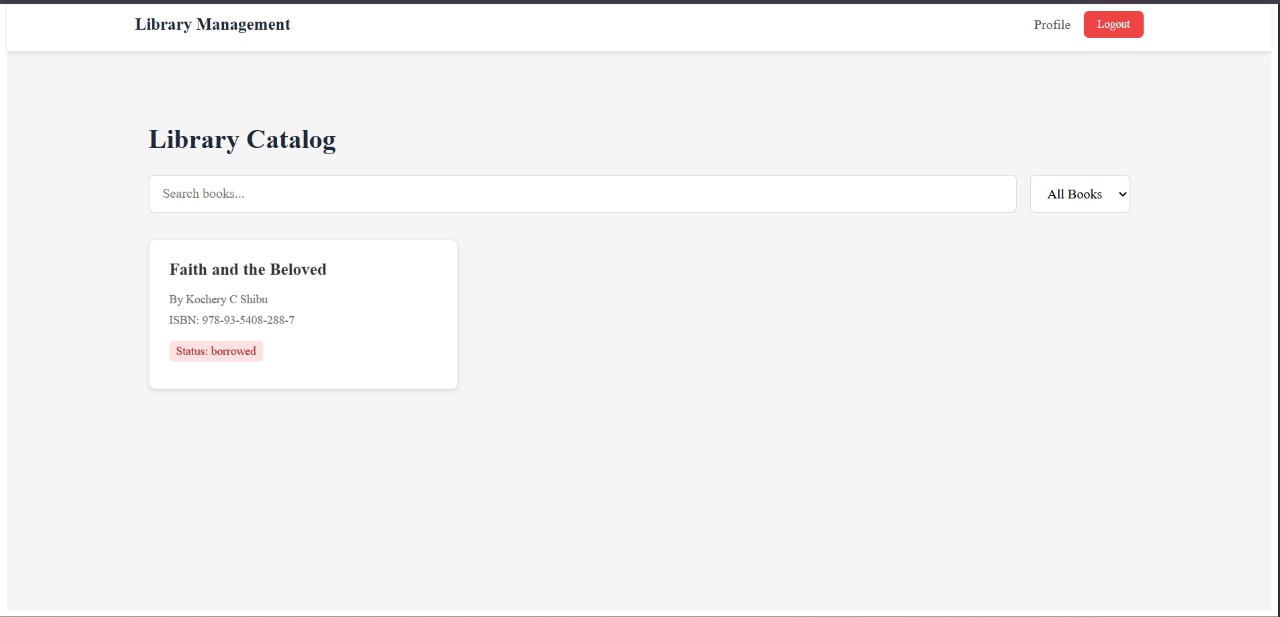 Library Management
Profile
Logout
Library Catalog
Search books...
All Books
Faith and the Beloved
By Kochery C Shibu
ISBN: 978-93-5408-288-7
Status: borrowed